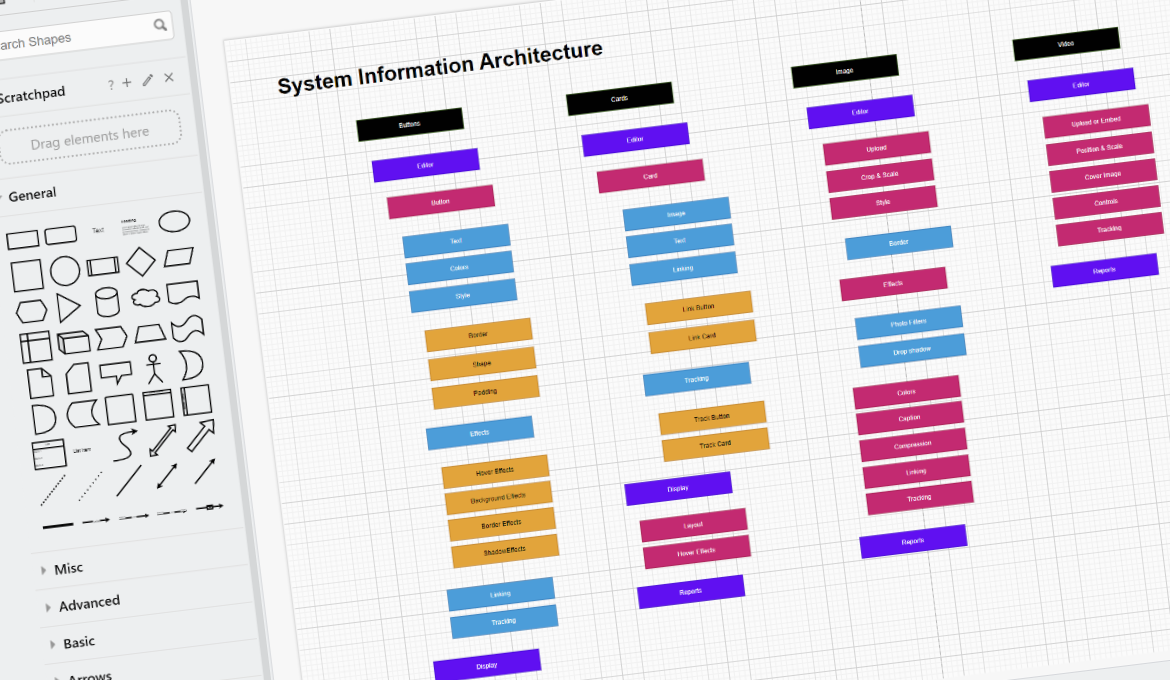 arch Shapes
Scratchpad
? + ×
Drag elements here
General
Text
Heading
List Item
Misc
Advanced
Basic
Arrows
System Information Architecture
Buttons
Editor
Button
Text
Colors
Style
Border
Shape
Padding
Effects
Hover Effects
Background Effects
Border Effects
ShadowEffects
Linking
Tracking
Display
Cards
Editor
Card
Image
Text
Linking
Link Button
Link Card
Tracking
Track Button
Track Card
Display
Layout
Hover Effects
Reports
Image
Editor
Upload
Crop & Scale
Style
Border
Effects
Photo Filters
Drop shadow
Colors
Caption
Compression
Linking
Tracking
Reports
Video
Editor
Upload or Embed
Position & Scale
Cover Image
Controls
Tracking
Reports